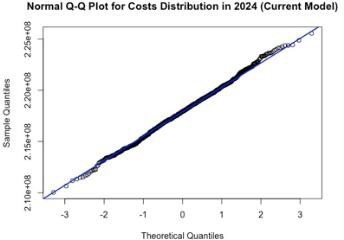 Normal Q-Q Plot for Costs Distribution in 2024 (Current Model)
Sample Quantiles
2.25e+08
2.20e+08
2.15e+08
2.10e+08
-3 -2 -1 0 1 2 3
Theoretical Quantiles